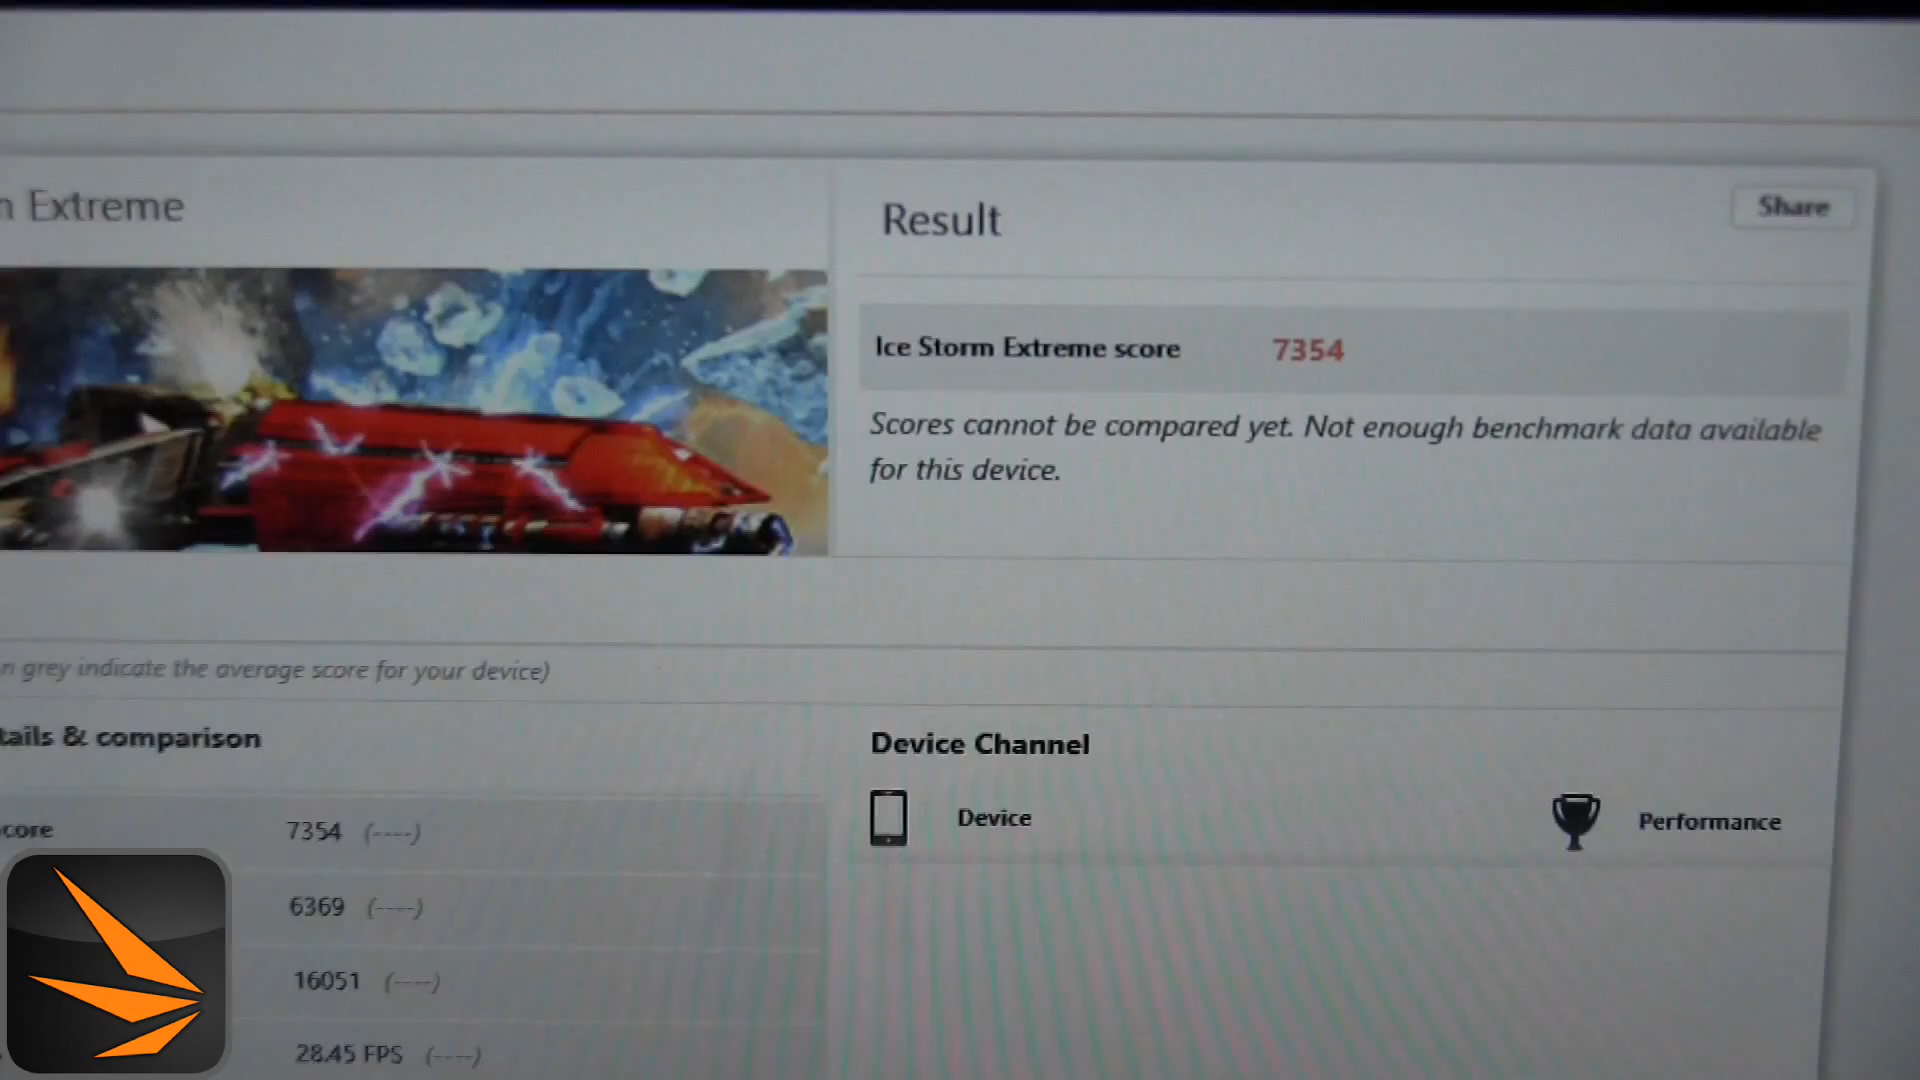 n Extreme
Result
Share
Ice Storm Extreme score 7354
Scores cannot be compared yet. Not enough benchmark data available
for this device.
n grey indicate the average score for your device)
tails & comparison
Device Channel
core 7354 (----)
Device
Performance
6369 (----)
16051 (----)
28.45 FPS (----)